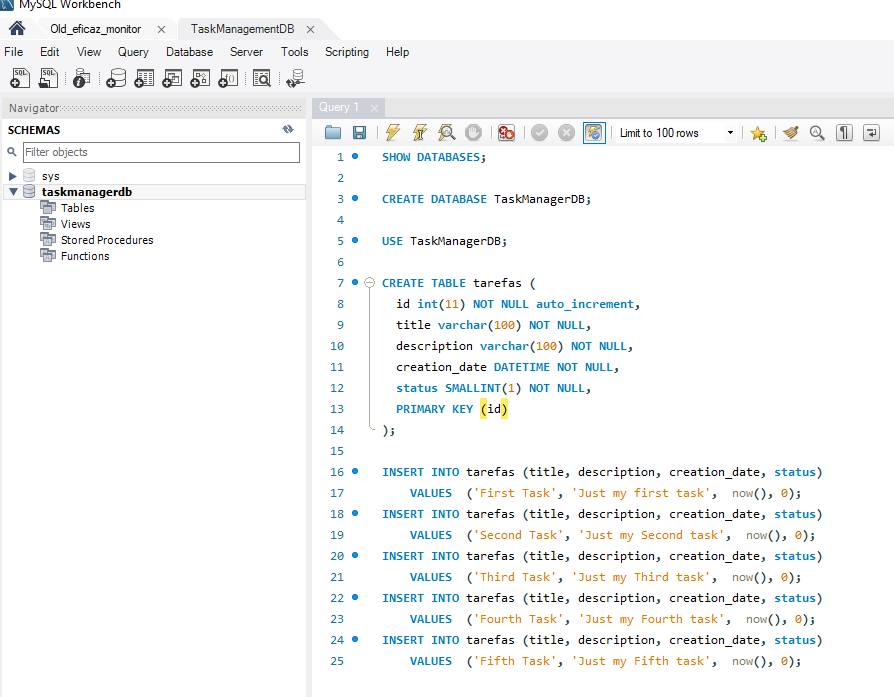 MySQL Workbench
Old_eficaz_monitor × TaskManagementDB ×
File Edit View Query Database Server Tools Scripting Help
Navigator
Query 1 ×
SCHEMAS
Filter objects
sys
taskmanagerdb
Tables
Views
Stored Procedures
Functions
Limit to 100 rows
1 SHOW DATABASES;
2
3 CREATE DATABASE TaskManagerDB;
4
5 USE TaskManagerDB;
6
7 CREATE TABLE tarefas (
8 id int(11) NOT NULL auto_increment,
9 title varchar(100) NOT NULL,
10 description varchar(100) NOT NULL,
11 creation_date DATETIME NOT NULL,
12 status SMALLINT(1) NOT NULL,
13 PRIMARY KEY (id)
14 );
15
16 INSERT INTO tarefas (title, description, creation_date, status)
17 VALUES ('First Task', 'Just my first task', now(), 0);
18 INSERT INTO tarefas (title, description, creation_date, status)
19 VALUES ('Second Task', 'Just my Second task', now(), 0);
20 INSERT INTO tarefas (title, description, creation_date, status)
21 VALUES ('Third Task', 'Just my Third task', now(), 0);
22 INSERT INTO tarefas (title, description, creation_date, status)
23 VALUES ('Fourth Task', 'Just my Fourth task', now(), 0);
24 INSERT INTO tarefas (title, description, creation_date, status)
25 VALUES ('Fifth Task', 'Just my Fifth task', now(), 0);